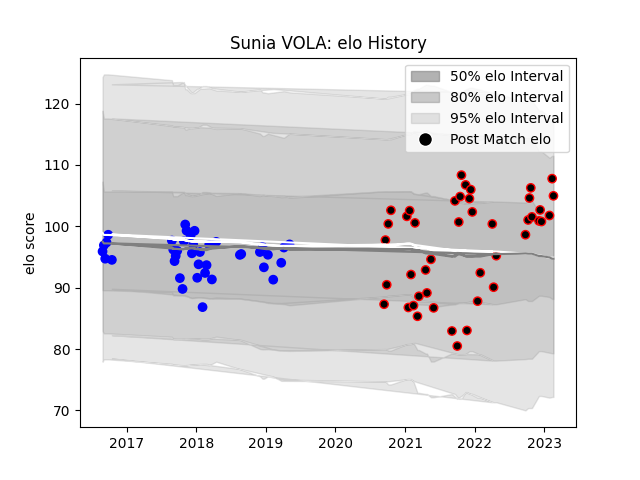 Sunia VOLA: elo History
50% elo Interval
80% elo Interval
95% elo Interval
Post Match elo
elo score
120
110
100
90
80
70
2017 2018 2019 2020 2021 2022 2023